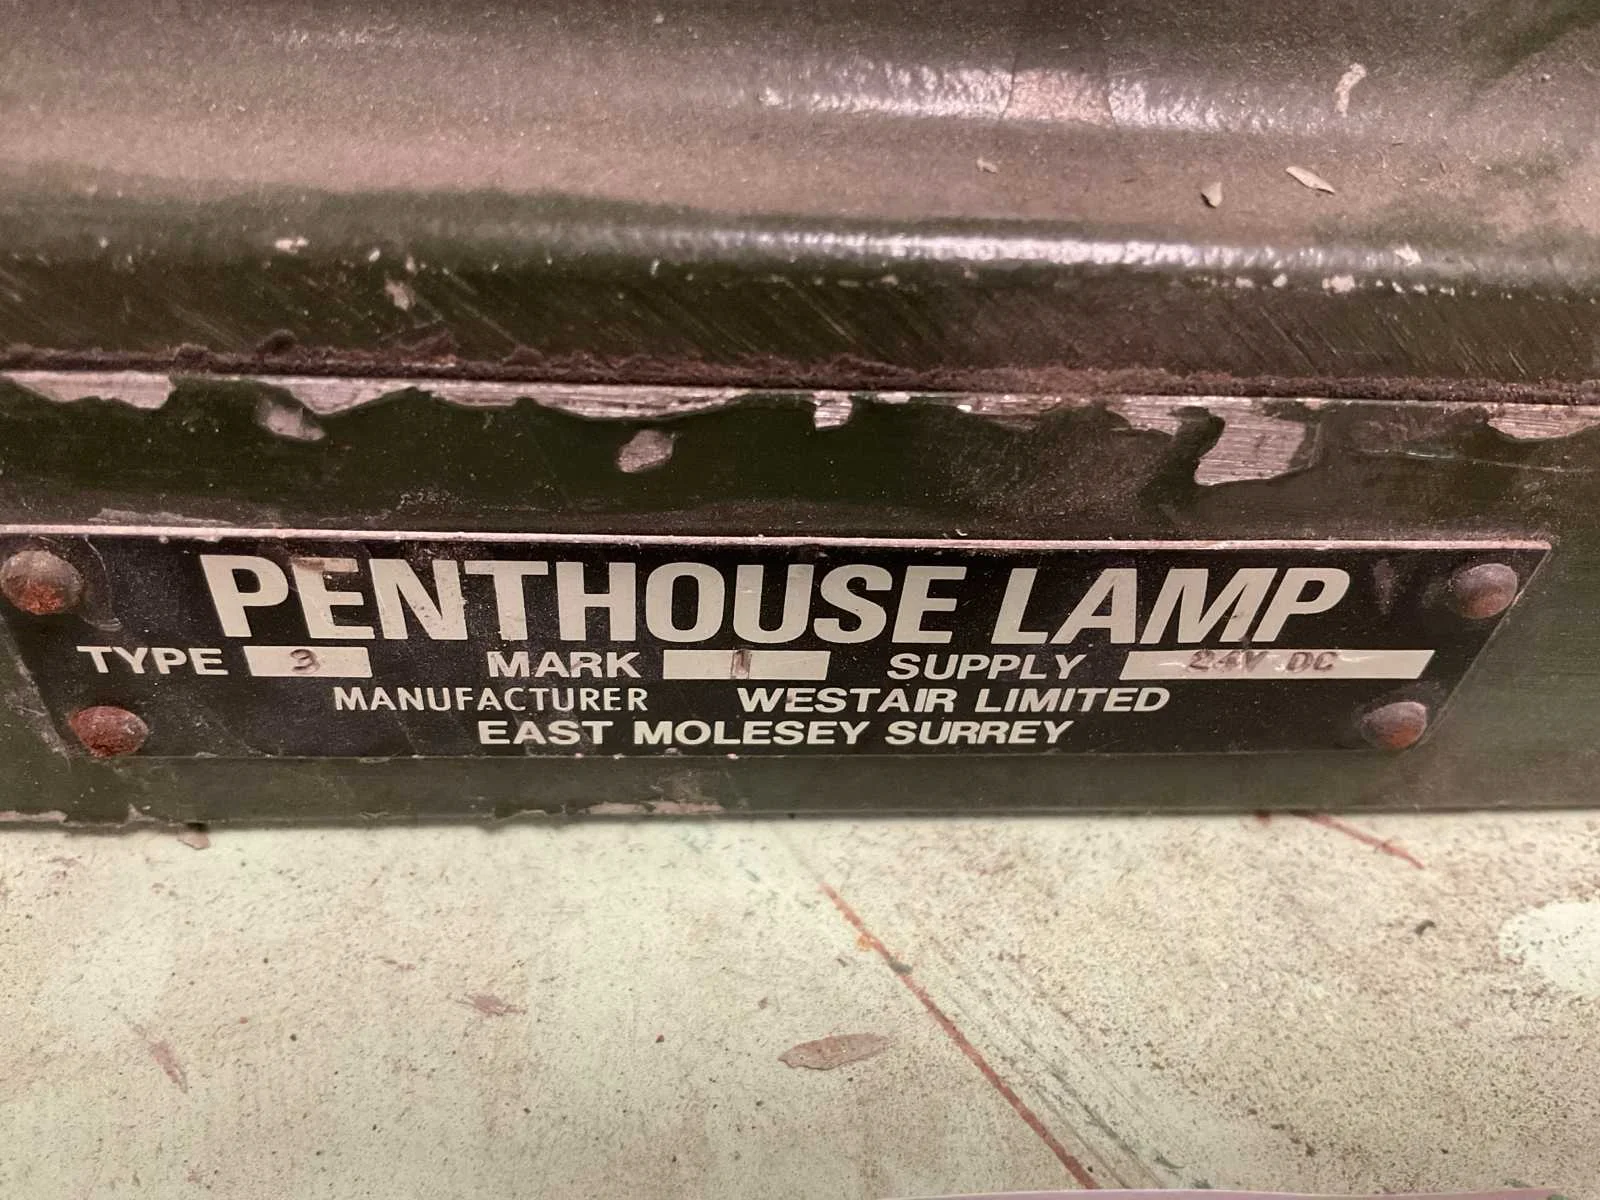 PENTHOUSE LAMP
TYPE 3 MARK 1 SUPPLY 24V DC
MANUFACTURER WESTAIR LIMITED
EAST MOLESEY SURREY